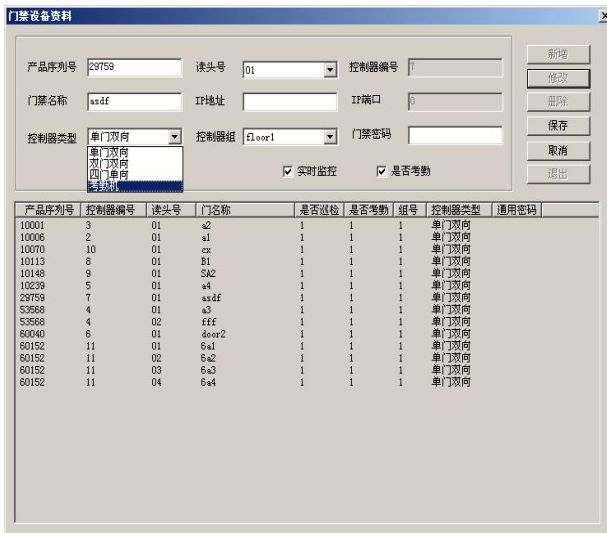 门禁设备资料
产品序列号 29759 读头号 01 控制器编号 7 新增
修改
门禁名称 asdf IP地址 IP端口 0 删除
控制器类型 单门双向 控制器组 floor1 门禁密码 保存
单门双向
双门双向
四门单向
考勤机
实时监控 是否考勤 取消
退出
产品序列号 控制器编号 读头号 门名称 是否巡检 是否考勤 组号 控制器类型 通用密码
10001 3 01 a2 1 1 1 单门双向
10006 2 01 a1 1 1 1 单门双向
10070 10 01 cx 1 1 1 单门双向
10113 8 01 B1 1 1 1 单门双向
10148 9 01 SA2 1 1 1 单门双向
10239 5 01 a4 1 1 1 单门双向
29759 7 01 asdf 1 1 1 单门双向
53568 4 01 a3 1 1 1 单门双向
53568 4 02 fff 1 1 1 单门双向
60040 6 01 door2 1 1 1 单门双向
60152 11 01 6a1 1 1 1 单门双向
60152 11 02 6a2 1 1 1 单门双向
60152 11 03 6a3 1 1 1 单门双向
60152 11 04 6a4 1 1 1 单门双向